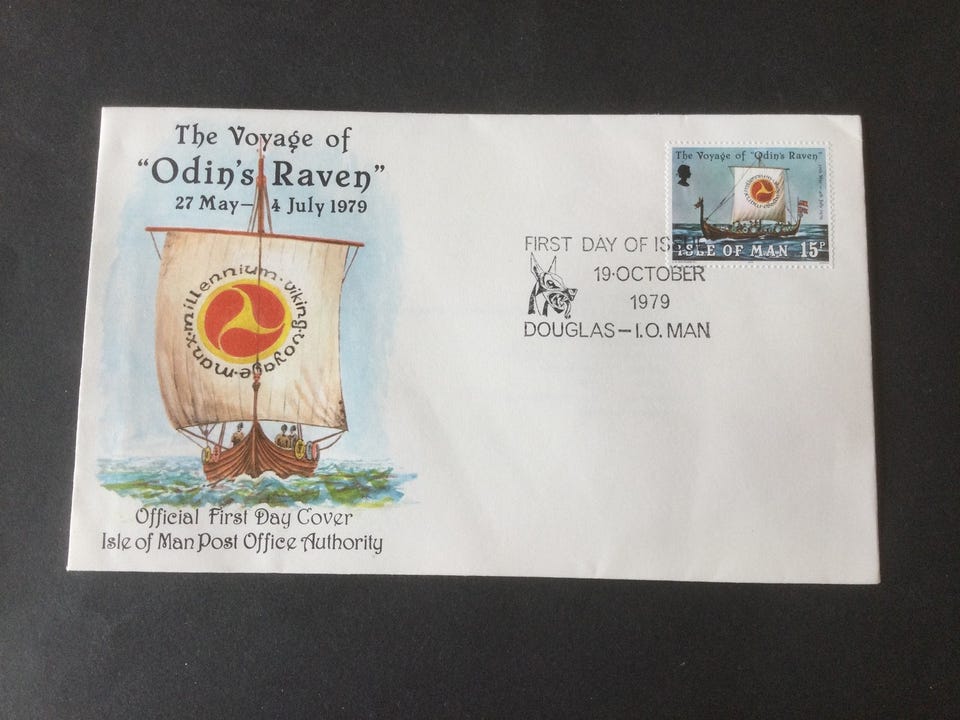 The Voyage of
"Odin's Raven"
27 May – 4 July 1979
manx·millennium·viking·voyage·
Official First Day Cover
Isle of Man Post Office Authority
The Voyage of "Odin's Raven"
ISLE OF MAN 15P
FIRST DAY OF ISSUE
19·OCTOBER
1979
DOUGLAS – I.O. MAN